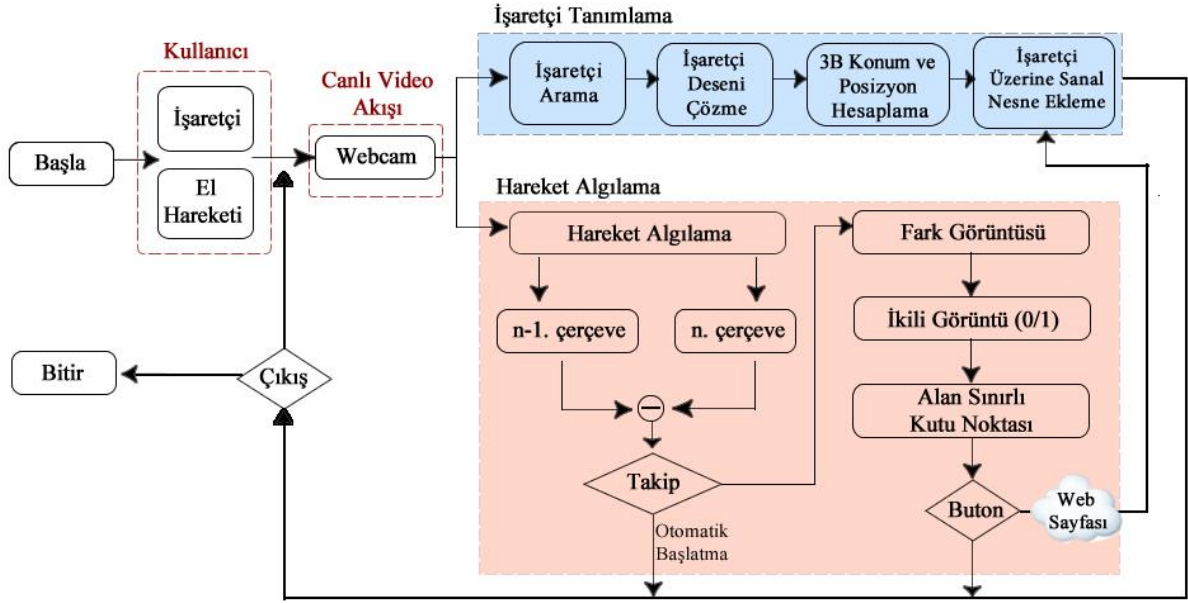 İşaretçi Tanımlama
Kullanıcı
Canlı Video
Akışı
İşaretçi
Arama
İşaretçi
Deseni
Çözme
3B Konum ve
Posizyon
Hesaplama
İşaretçi
Üzerine Sanal
Nesne Ekleme
Başla
İşaretçi
El
Hareketi
Webcam
Hareket Algılama
Hareket Algılama
n-1. çerçeve
n. çerçeve
Takip
Otomatik
Başlatma
Fark Görüntüsü
İkili Görüntü (0/1)
Alan Sınırlı
Kutu Noktası
Buton
Web
Sayfası
Çıkış
Bitir